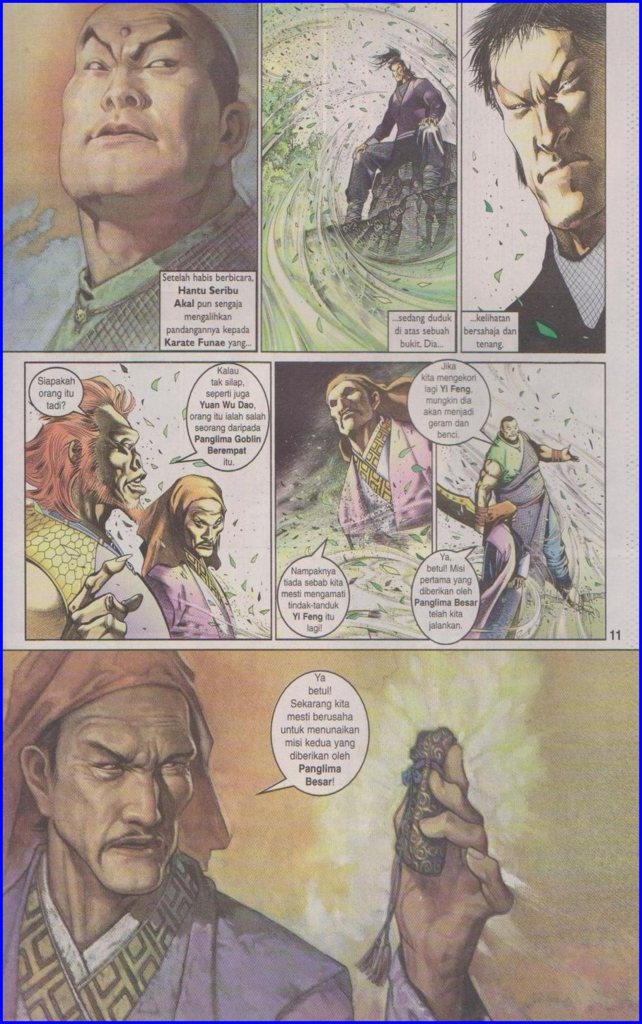 Setelah habis berbicara,
Hantu Seribu
Akal pun sengaja
mengalihkan
pandangannya kepada
Karate Funae yang...
...sedang duduk
di atas sebuah
bukit. Dia...
...kelihatan
bersahaja dan
tenang.
Siapakah
orang itu
tadi?
Kalau
tak silap,
seperti juga
Yuan Wu Dao,
orang itu ialah salah
seorang daripada
Panglima Goblin
Berempat
itu.
Nampaknya
tiada sebab kita
mesti mengamati
tindak-tanduk
Yi Feng itu
lagi!
Jika
kita mengekori
lagi Yi Feng,
mungkin dia
akan menjadi
geram dan
benci.
Ya,
betul! Misi
pertama yang
diberikan oleh
Panglima Besar
telah kita
jalankan.
11
Ya
betul!
Sekarang kita
mesti berusaha
untuk menunaikan
misi kedua yang
diberikan oleh
Panglima
Besar!